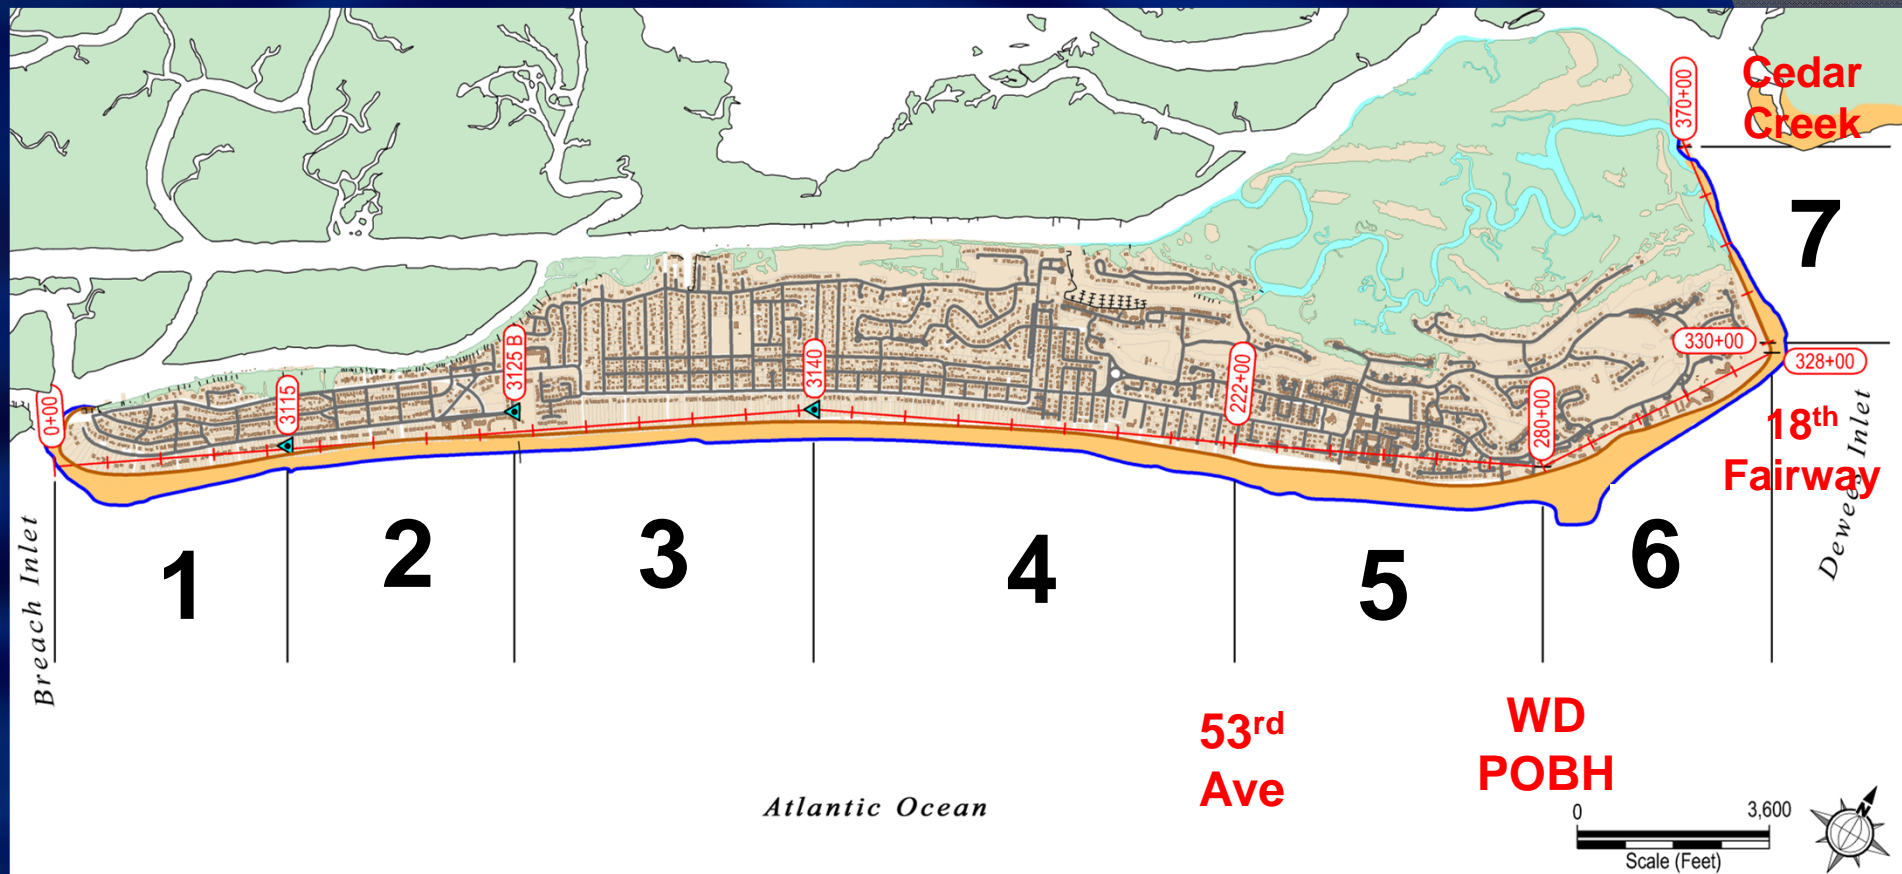 370+00
Cedar
Creek
7
330+00
328+00
0+00
3115
3125 B
3140
222+00
280+00
18th
Fairway
Dewees Inlet
Breach Inlet
1
2
3
4
5
6
53rd
Ave
WD
POBH
Atlantic Ocean
0 3,600
Scale (Feet)
N